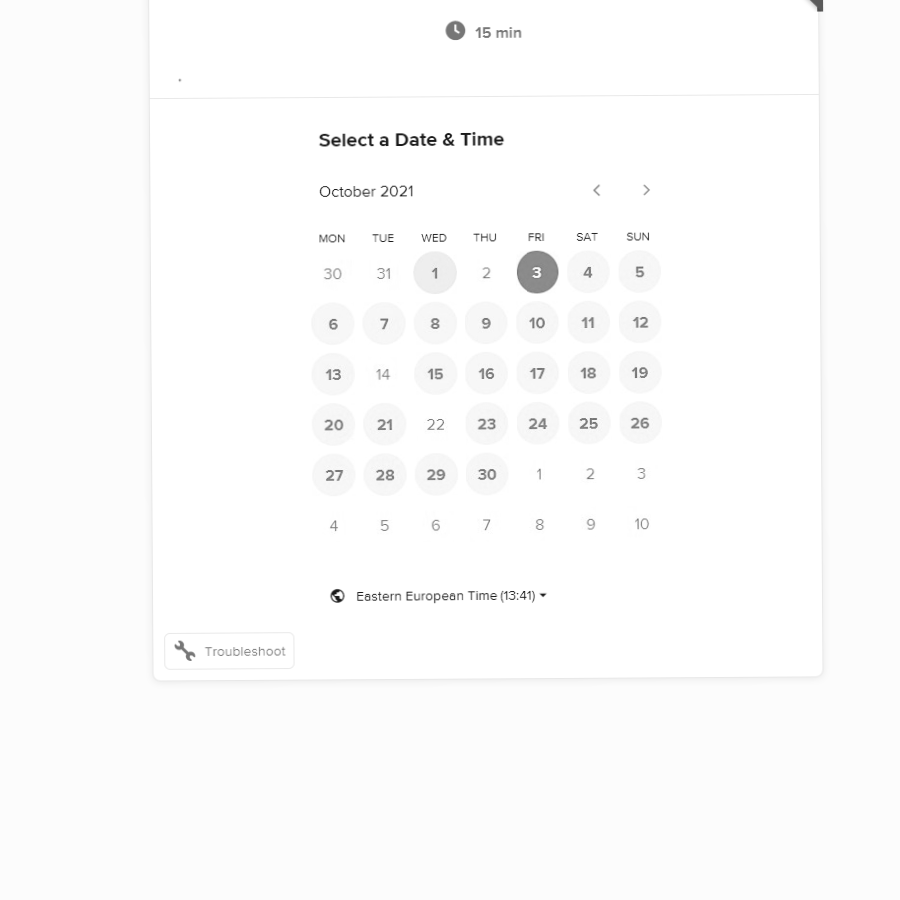 15 min
.
Select a Date & Time
October 2021
MON TUE WED THU FRI SAT SUN
30 31 1 2 3 4 5
6 7 8 9 10 11 12
13 14 15 16 17 18 19
20 21 22 23 24 25 26
27 28 29 30 1 2 3
4 5 6 7 8 9 10
Eastern European Time (13:41)
Troubleshoot